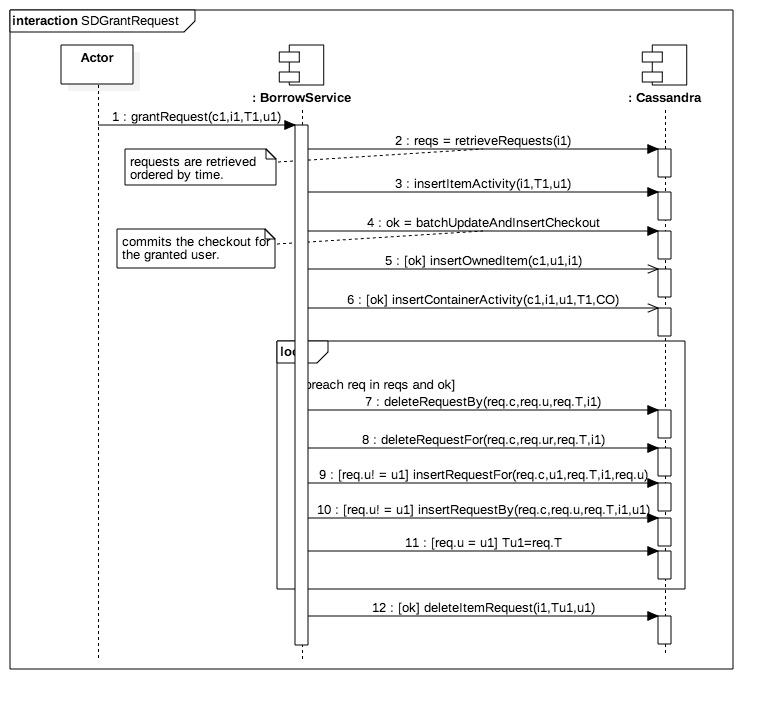 interaction SDGrantRequest
Actor
: BorrowService
: Cassandra
1 : grantRequest(c1,i1,T1,u1)
2 : reqs = retrieveRequests(i1)
requests are retrieved
ordered by time.
3 : insertItemActivity(i1,T1,u1)
4 : ok = batchUpdateAndInsertCheckout
commits the checkout for
the granted user.
5 : [ok] insertOwnedItem(c1,u1,i1)
6 : [ok] insertContainerActivity(c1,i1,u1,T1,CO)
req in reqs and ok]
7 : deleteRequestBy(req.c,req.u,req.T,i1)
8 : deleteRequestFor(req.c,req.ur,req.T,i1)
9 : [req.u! = u1] insertRequestFor(req.c,u1,req.T,i1,req.u)
10 : [req.u! = u1] insertRequestBy(req.c,req.u,req.T,i1,u1)
11 : [req.u = u1] Tu1=req.T
12 : [ok] deleteItemRequest(i1,Tu1,u1)